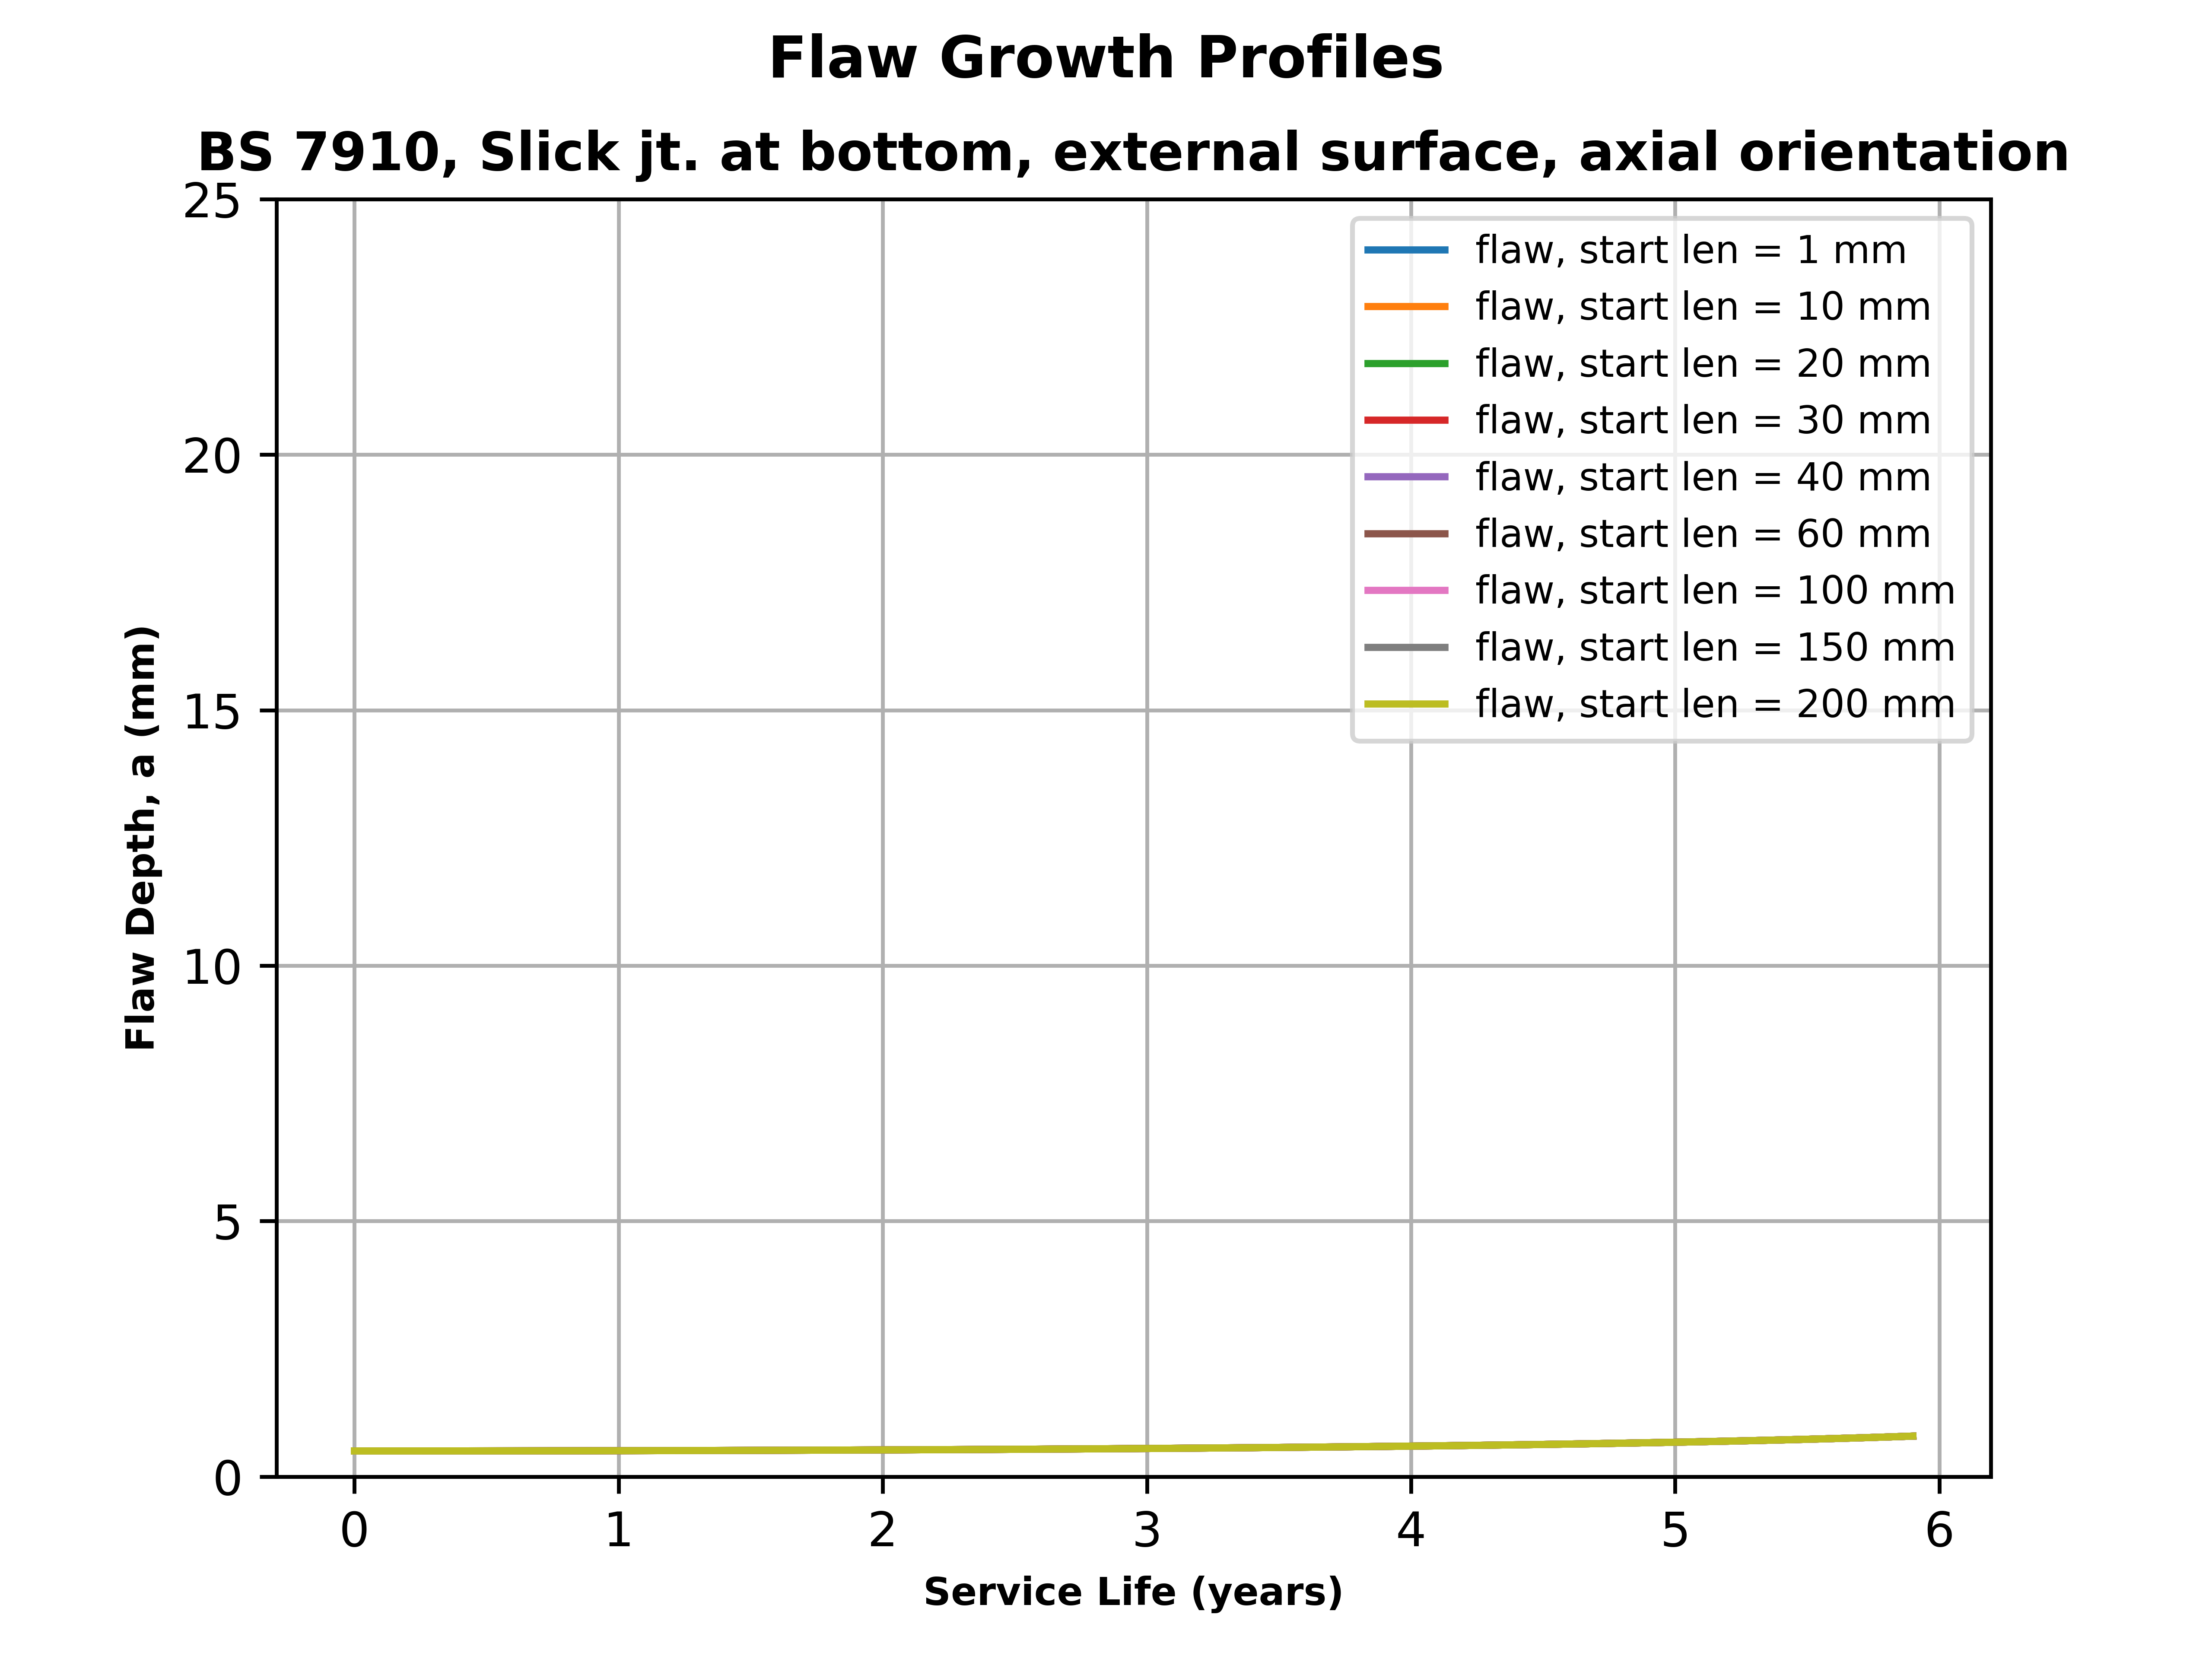 Flaw Growth Profiles
BS 7910, Slick jt. at bottom, external surface, axial orientation
25
20
15
10
5
0
Flaw Depth, a (mm)
flaw, start len = 1 mm
flaw, start len = 10 mm
flaw, start len = 20 mm
flaw, start len = 30 mm
flaw, start len = 40 mm
flaw, start len = 60 mm
flaw, start len = 100 mm
flaw, start len = 150 mm
flaw, start len = 200 mm
0 1 2 3 4 5 6
Service Life (years)